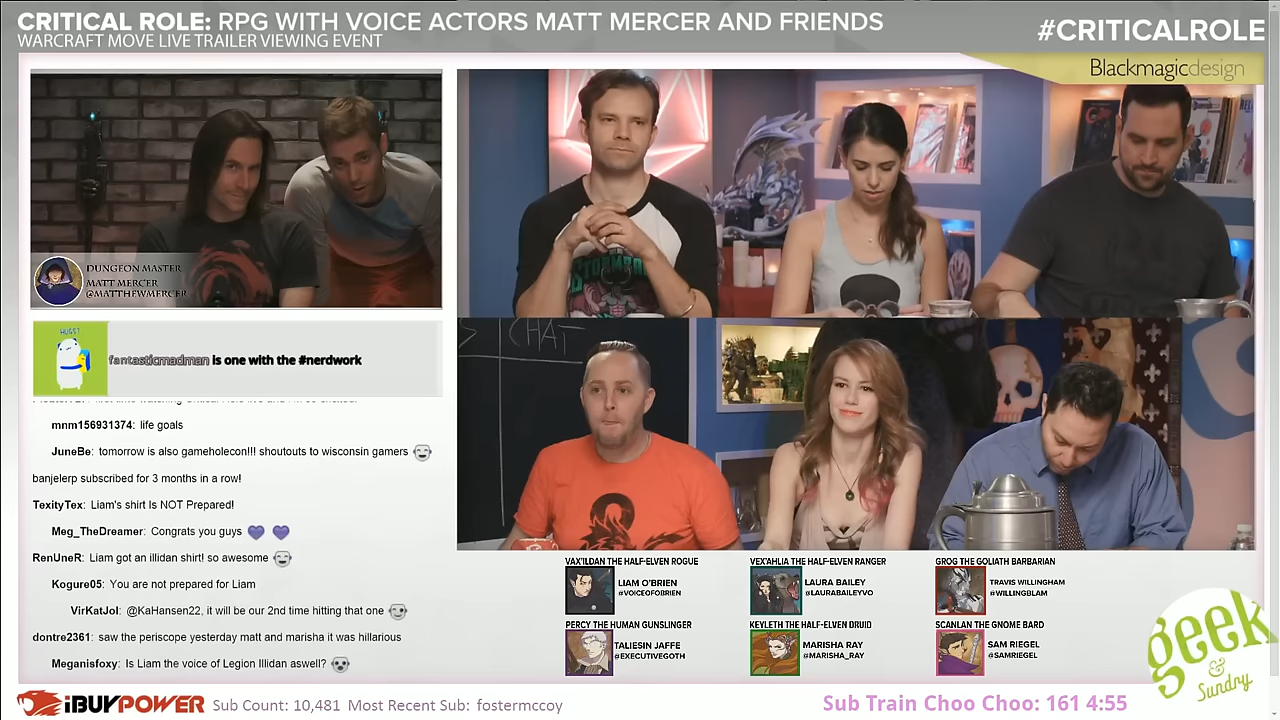 CRITICAL ROLE: RPG WITH VOICE ACTORS MATT MERCER AND FRIENDS
WARCRAFT MOVE LIVE TRAILER VIEWING EVENT
#CRITICALROLE
Blackmagicdesign
DUNGEON MASTER
MATT MERCER
@MATTHEWMERCER
HUGS?
fantasticmadman is one with the #nerdwork
mnm156931374: life goals
JuneBe: tomorrow is also gameholecon!!! shoutouts to wisconsin gamers
banjelerp subscribed for 3 months in a row!
TexityTex: Liam's shirt Is NOT Prepared!
Meg_TheDreamer: Congrats you guys
RenUneR: Liam got an illidan shirt! so awesome
Kogure05: You are not prepared for Liam
VirKatJol: @KaHansen22, it will be our 2nd time hitting that one
dontre2361: saw the periscope yesterday matt and marisha it was hillarious
Meganisfoxy: Is Liam the voice of Legion Illidan aswell?
CHAT
VAX'ILDAN THE HALF-ELVEN ROGUE
LIAM O'BRIEN
@VOICEOFOBRIEN
VEX'AHLIA THE HALF-ELVEN RANGER
LAURA BAILEY
@LAURABAILEYVO
GROG THE GOLIATH BARBARIAN
TRAVIS WILLINGHAM
@WILLINGBLAM
PERCY THE HUMAN GUNSLINGER
TALIESIN JAFFE
@EXECUTIVEGOTH
KEYLETH THE HALF-ELVEN DRUID
MARISHA RAY
@MARISHA_RAY
SCANLAN THE GNOME BARD
SAM RIEGEL
@SAMRIEGEL
geek
&
Sundry
iBUYPOWER
Sub Count: 10,481 Most Recent Sub: fostermccoy
Sub Train Choo Choo: 161 4:55